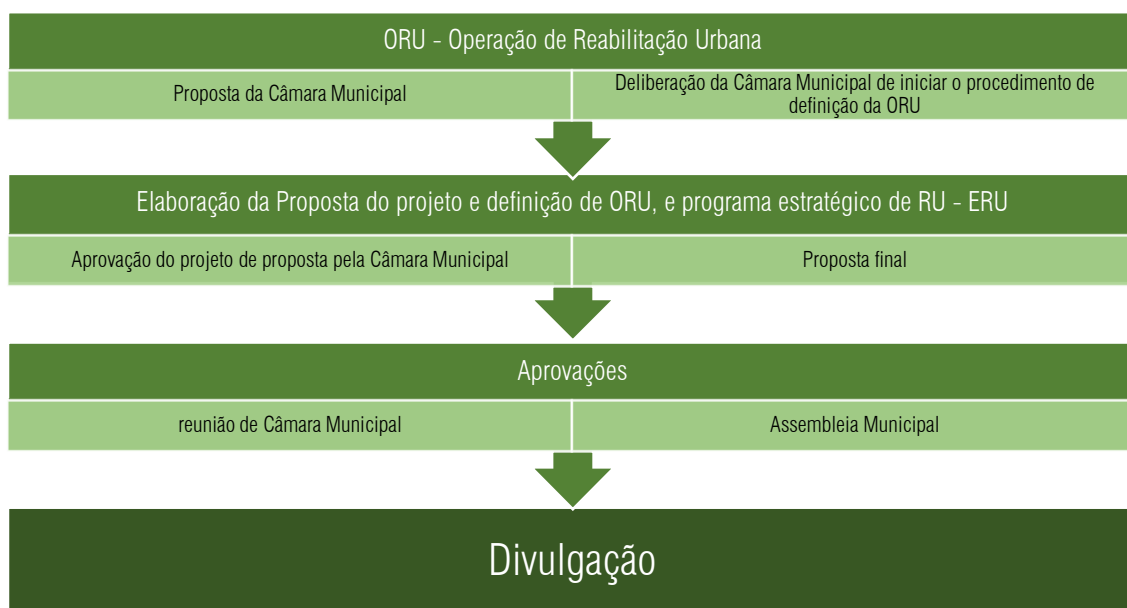 ORU - Operação de Reabilitação Urbana
Proposta da Câmara Municipal
Deliberação da Câmara Municipal de iniciar o procedimento de
definição da ORU
Elaboração da Proposta do projeto e definição de ORU, e programa estratégico de RU - ERU
Aprovação do projeto de proposta pela Câmara Municipal
Proposta final
Aprovações
reunião de Câmara Municipal
Assembleia Municipal
Divulgação